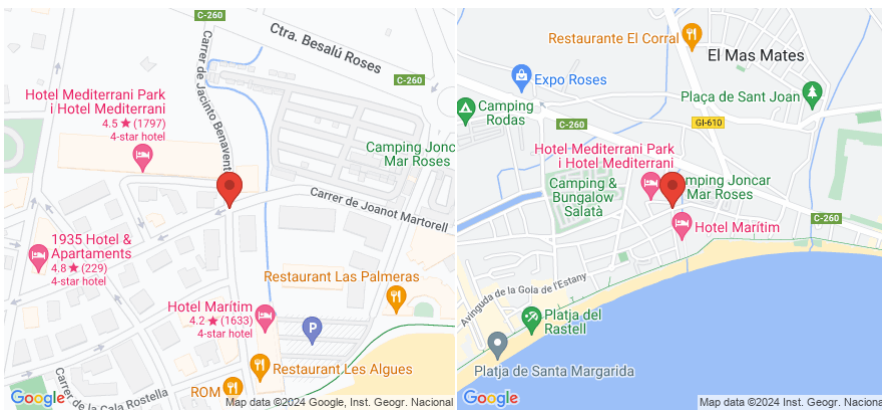 C-260
Ctra. Besalú Roses
C-260
Carrer de Jacinto Benavente
Hotel Mediterrani Park
i Hotel Mediterrani
4.5 ★ (1797)
4-star hotel
Camping Jonc
Mar Roses
Carrer de Joanot Martorell
1935 Hotel &
Apartaments
4.8 ★ (229)
4-star hotel
Restaurant Las Palmeras
Hotel Marítim
4.2 ★ (1633)
4-star hotel
P
Restaurant Les Algues
ROM
Carrer de la Cala Rostella
Google
Map data ©2024 Google, Inst. Geogr. Nacional
Restaurante El Corral
El Mas Mates
Expo Roses
Plaça de Sant Joan
Camping
Rodas
C-260
GI-610
Hotel Mediterrani Park
i Hotel Mediterrani
Camping Joncar
Mar Roses
Camping &
Bungalow
Salatà
Hotel Marítim
C-260
Avinguda de la Gola de l'Estany
Platja del
Rastell
Platja de Santa Margarida
Google
Map data ©2024 Google, Inst. Geogr. Nacional